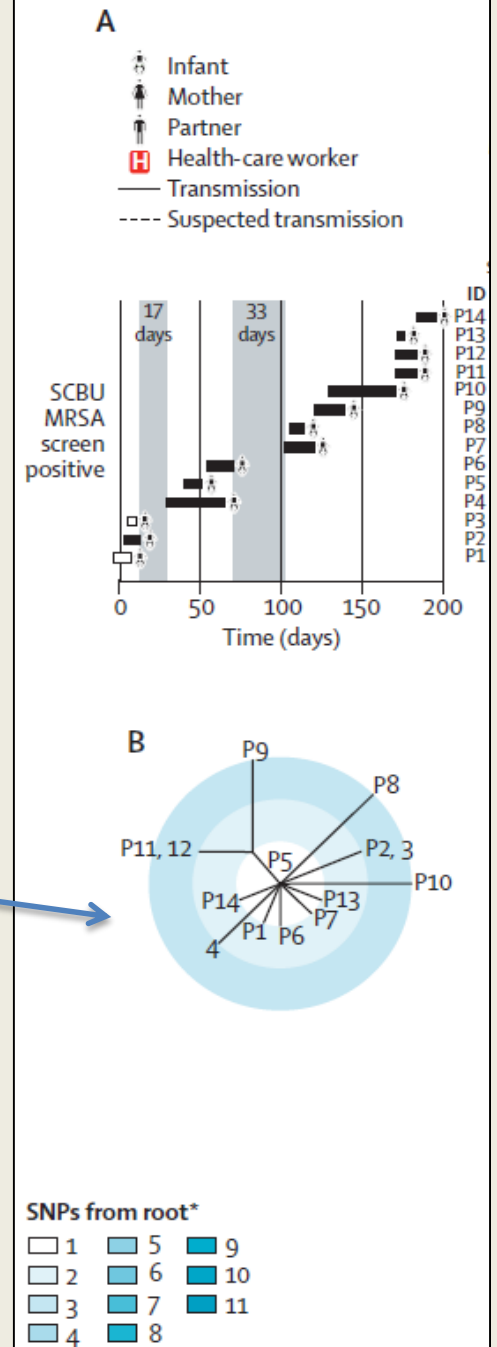 A
Infant
Mother
Partner
H Health-care worker
Transmission
Suspected transmission
ID
17 days
33 days
P14
P13
P12
P11
P10
P9
P8
P7
P6
P5
P4
P3
P2
P1
SCBU
MRSA
screen
positive
0 50 100 150 200
Time (days)
B
P9
P8
P11, 12
P5
P2, 3
P10
P14
P13
P7
P1
P6
4
SNPs from root*
1 5 9
2 6 10
3 7 11
4 8